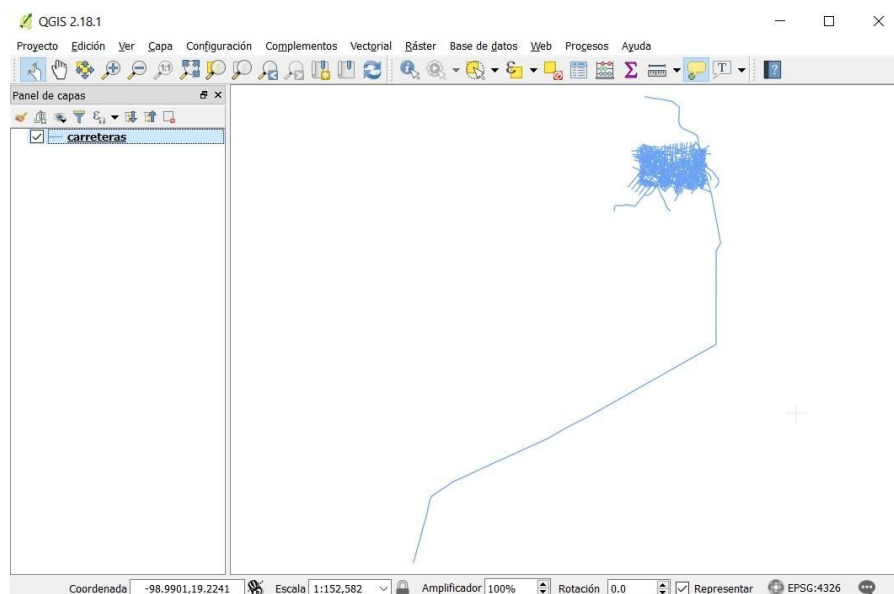 QGIS 2.18.1
Proyecto Edición Ver Capa Configuración Complementos Vectorial Ráster Base de datos Web Procesos Ayuda
1:1 Σ T ?
Panel de capas
carreteras
Coordenada -98.9901,19.2241 Escala 1:152,582 Amplificador 100% Rotación 0.0 Representar EPSG:4326